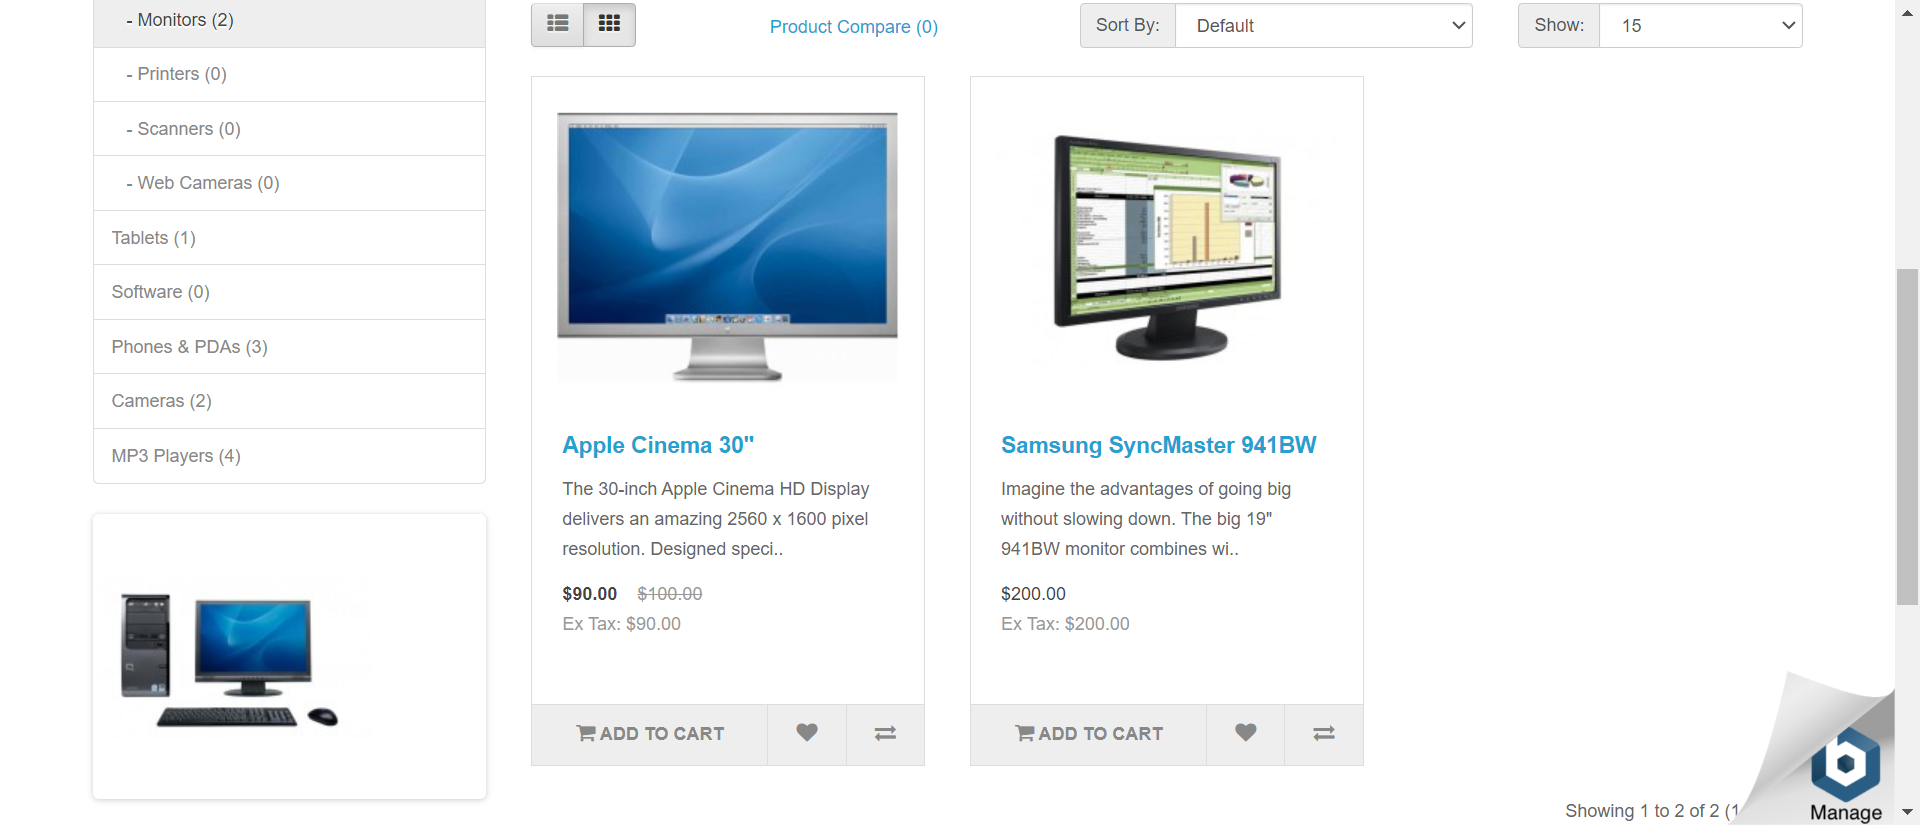 - Monitors (2)
- Printers (0)
- Scanners (0)
- Web Cameras (0)
Tablets (1)
Software (0)
Phones & PDAs (3)
Cameras (2)
MP3 Players (4)
Product Compare (0)
Sort By: Default
Show: 15
Apple Cinema 30"
The 30-inch Apple Cinema HD Display
delivers an amazing 2560 x 1600 pixel
resolution. Designed speci..
$90.00 $100.00
Ex Tax: $90.00
ADD TO CART
Samsung SyncMaster 941BW
Imagine the advantages of going big
without slowing down. The big 19"
941BW monitor combines wi..
$200.00
Ex Tax: $200.00
ADD TO CART
Showing 1 to 2 of 2 (1
b
Manage